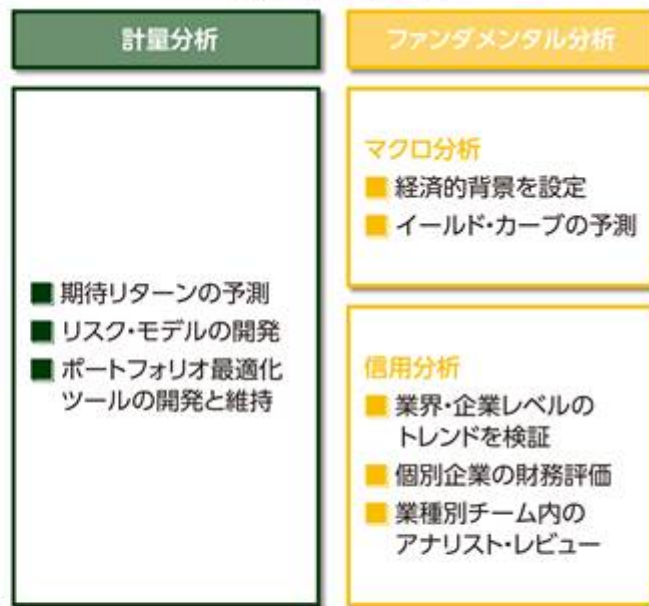 計量分析
ファンダメンタル分析
■ 期待リターンの予測
■ リスク・モデルの開発
■ ポートフォリオ最適化
ツールの開発と維持
マクロ分析
■ 経済的背景を設定
■ イールド・カーブの予測
信用分析
■ 業界・企業レベルの
トレンドを検証
■ 個別企業の財務評価
■ 業種別チーム内の
アナリスト・レビュー